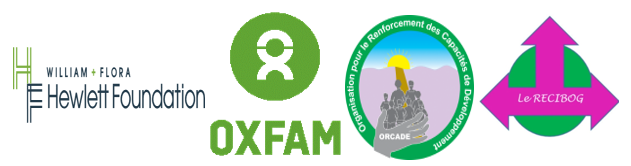 WILLIAM + FLORA
Hewlett Foundation
OXFAM
Organisation pour le Renforcement des Capacités de Développement
ORCADE
Le RECIBOG